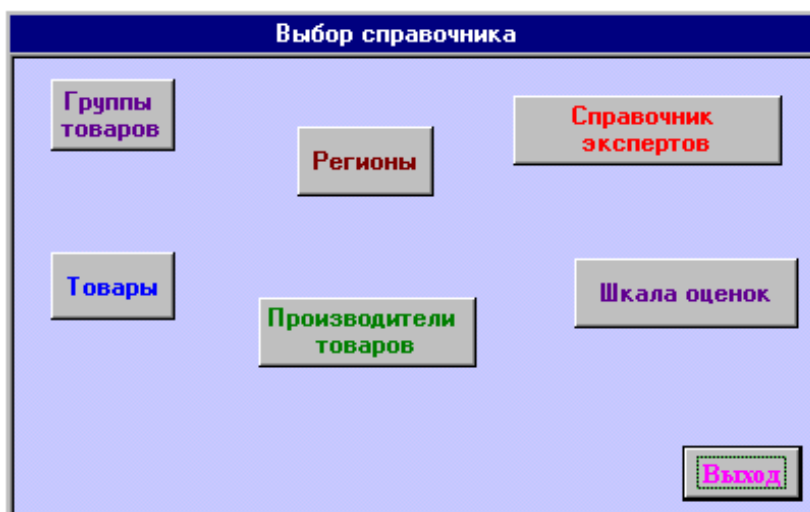 Выбор справочника
Группы
товаров
Регионы
Справочник
экспертов
Товары
Производители
товаров
Шкала оценок
Выход